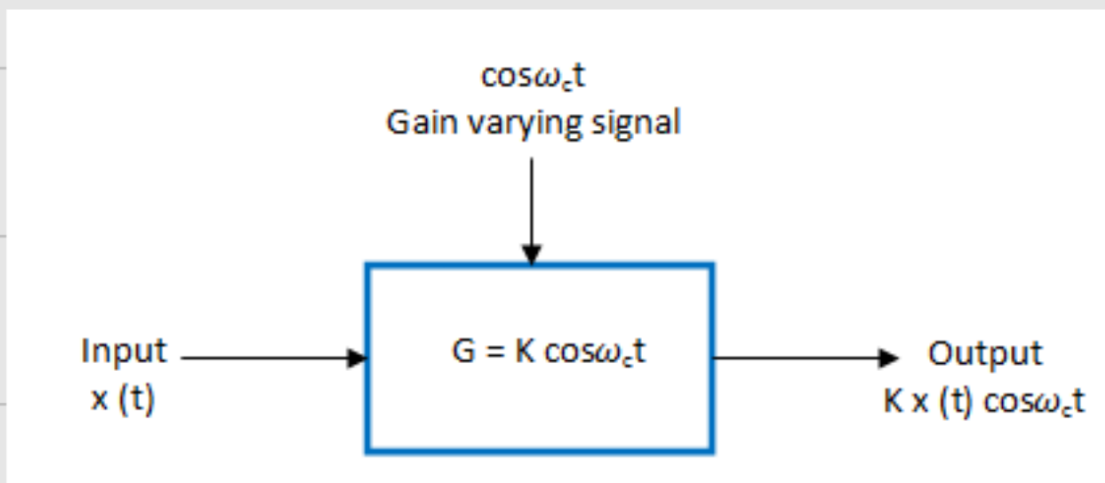 cosω꜀t
Gain varying signal
Input
x (t)
G = K cosω꜀t
Output
K x (t) cosω꜀t